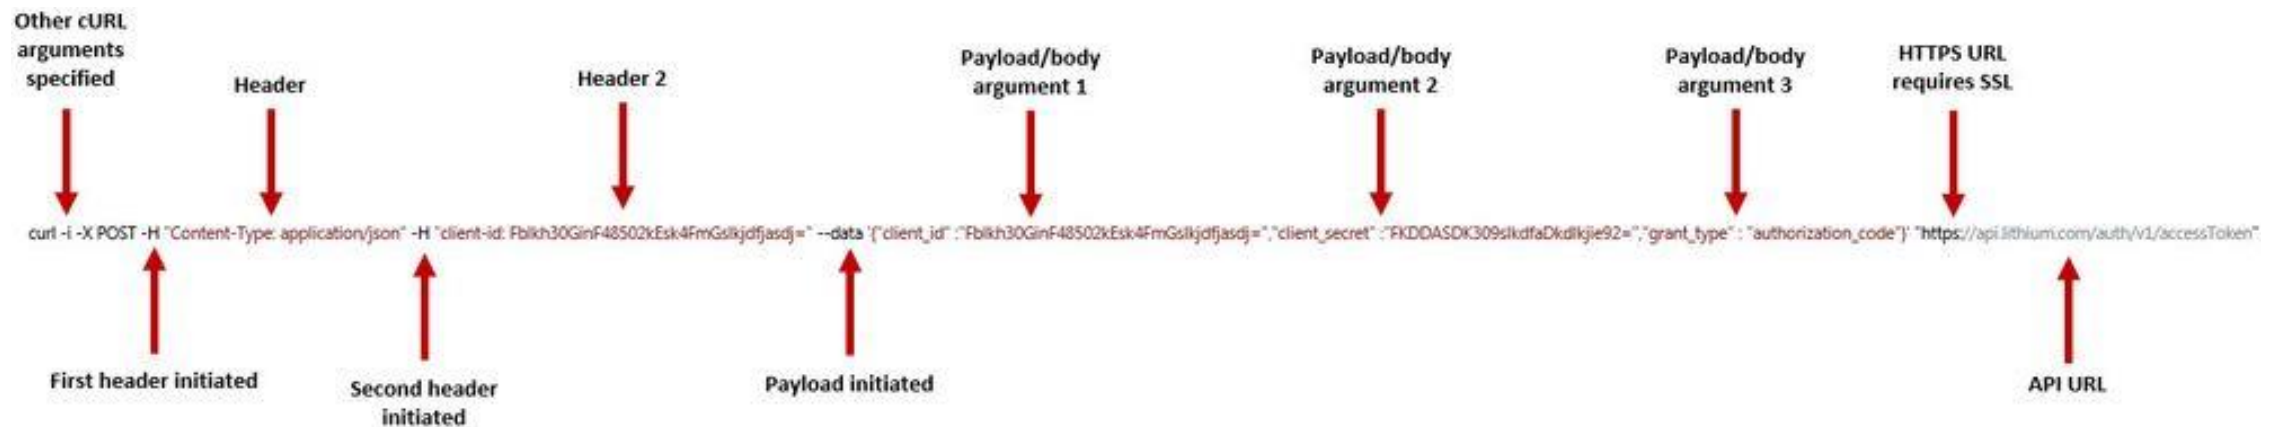 Other cURL
arguments
specified
Header
Header 2
Payload/body
argument 1
Payload/body
argument 2
Payload/body
argument 3
HTTPS URL
requires SSL
curl -i -X POST -H "Content-Type: application/json" -H "client-id: Fblkh30GinF48502kEsk4FmGslkjdfjasdj=" --data '{"client_id" :"Fblkh30GinF48502kEsk4FmGslkjdfjasdj=","client_secret" :"FKDDASDK309slkdfaDkdlkjie92=","grant_type" : "authorization_code"}' "https://api.lithium.com/auth/v1/accessToken"
First header initiated
Second header
initiated
Payload initiated
API URL